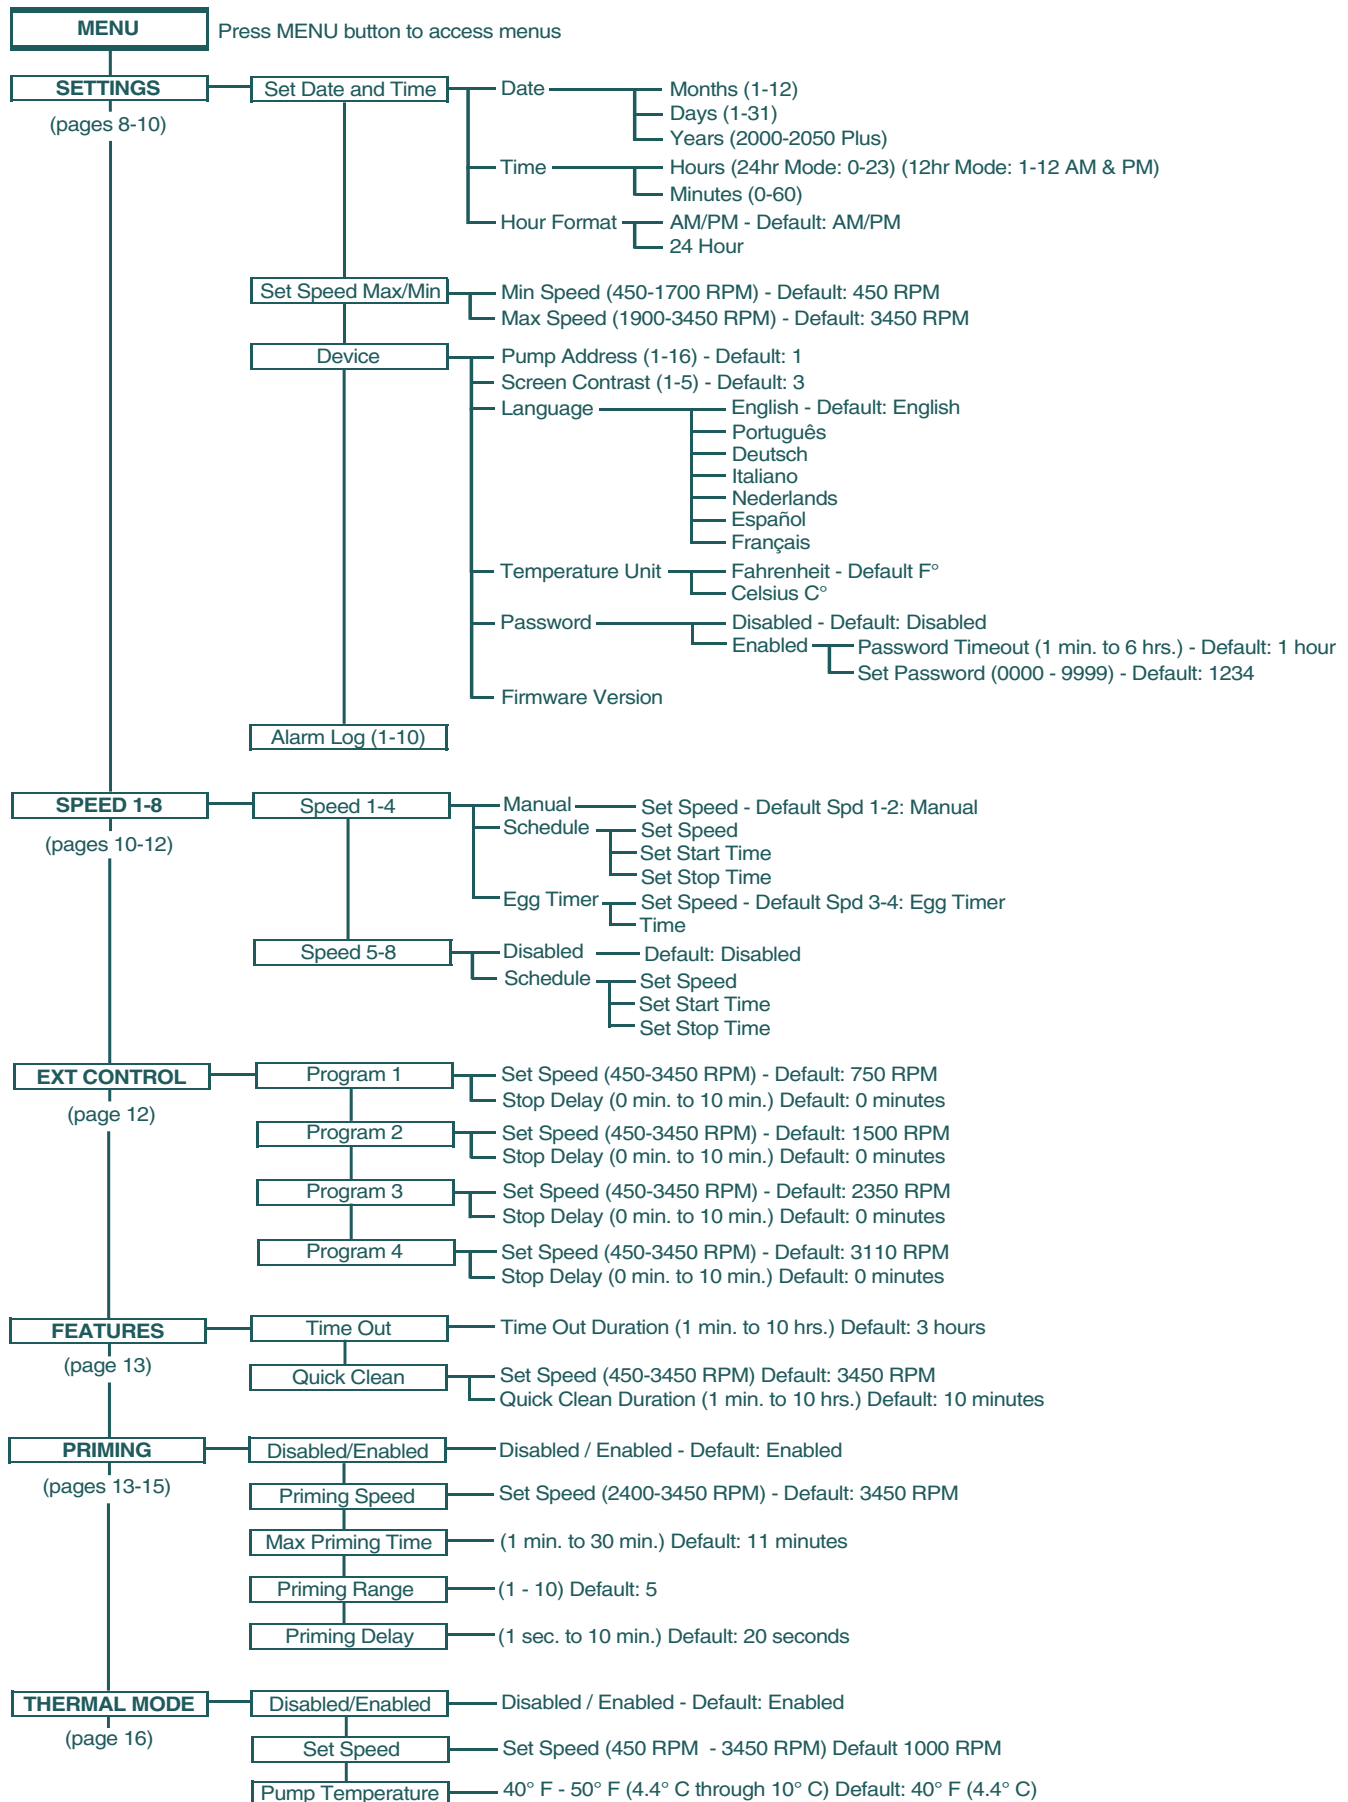 MENU
Press MENU button to access menus
SETTINGS
(pages 8-10)
Set Date and Time
Date
Months (1-12)
Days (1-31)
Years (2000-2050 Plus)
Time
Hours (24hr Mode: 0-23) (12hr Mode: 1-12 AM & PM)
Minutes (0-60)
Hour Format
AM/PM - Default: AM/PM
24 Hour
Set Speed Max/Min
Min Speed (450-1700 RPM) - Default: 450 RPM
Max Speed (1900-3450 RPM) - Default: 3450 RPM
Device
Pump Address (1-16) - Default: 1
Screen Contrast (1-5) - Default: 3
Language
English - Default: English
Português
Deutsch
Italiano
Nederlands
Español
Français
Temperature Unit
Fahrenheit - Default F°
Celsius C°
Password
Disabled - Default: Disabled
Enabled
Password Timeout (1 min. to 6 hrs.) - Default: 1 hour
Set Password (0000 - 9999) - Default: 1234
Firmware Version
Alarm Log (1-10)
SPEED 1-8
(pages 10-12)
Speed 1-4
Manual
Set Speed - Default Spd 1-2: Manual
Schedule
Set Speed
Set Start Time
Set Stop Time
Egg Timer
Set Speed - Default Spd 3-4: Egg Timer
Time
Speed 5-8
Disabled
Default: Disabled
Schedule
Set Speed
Set Start Time
Set Stop Time
EXT CONTROL
(page 12)
Program 1
Set Speed (450-3450 RPM) - Default: 750 RPM
Stop Delay (0 min. to 10 min.) Default: 0 minutes
Program 2
Set Speed (450-3450 RPM) - Default: 1500 RPM
Stop Delay (0 min. to 10 min.) Default: 0 minutes
Program 3
Set Speed (450-3450 RPM) - Default: 2350 RPM
Stop Delay (0 min. to 10 min.) Default: 0 minutes
Program 4
Set Speed (450-3450 RPM) - Default: 3110 RPM
Stop Delay (0 min. to 10 min.) Default: 0 minutes
FEATURES
(page 13)
Time Out
Time Out Duration (1 min. to 10 hrs.) Default: 3 hours
Quick Clean
Set Speed (450-3450 RPM) Default: 3450 RPM
Quick Clean Duration (1 min. to 10 hrs.) Default: 10 minutes
PRIMING
(pages 13-15)
Disabled/Enabled
Disabled / Enabled - Default: Enabled
Priming Speed
Set Speed (2400-3450 RPM) - Default: 3450 RPM
Max Priming Time
(1 min. to 30 min.) Default: 11 minutes
Priming Range
(1 - 10) Default: 5
Priming Delay
(1 sec. to 10 min.) Default: 20 seconds
THERMAL MODE
(page 16)
Disabled/Enabled
Disabled / Enabled - Default: Enabled
Set Speed
Set Speed (450 RPM - 3450 RPM) Default 1000 RPM
Pump Temperature
40° F - 50° F (4.4° C through 10° C) Default: 40° F (4.4° C)